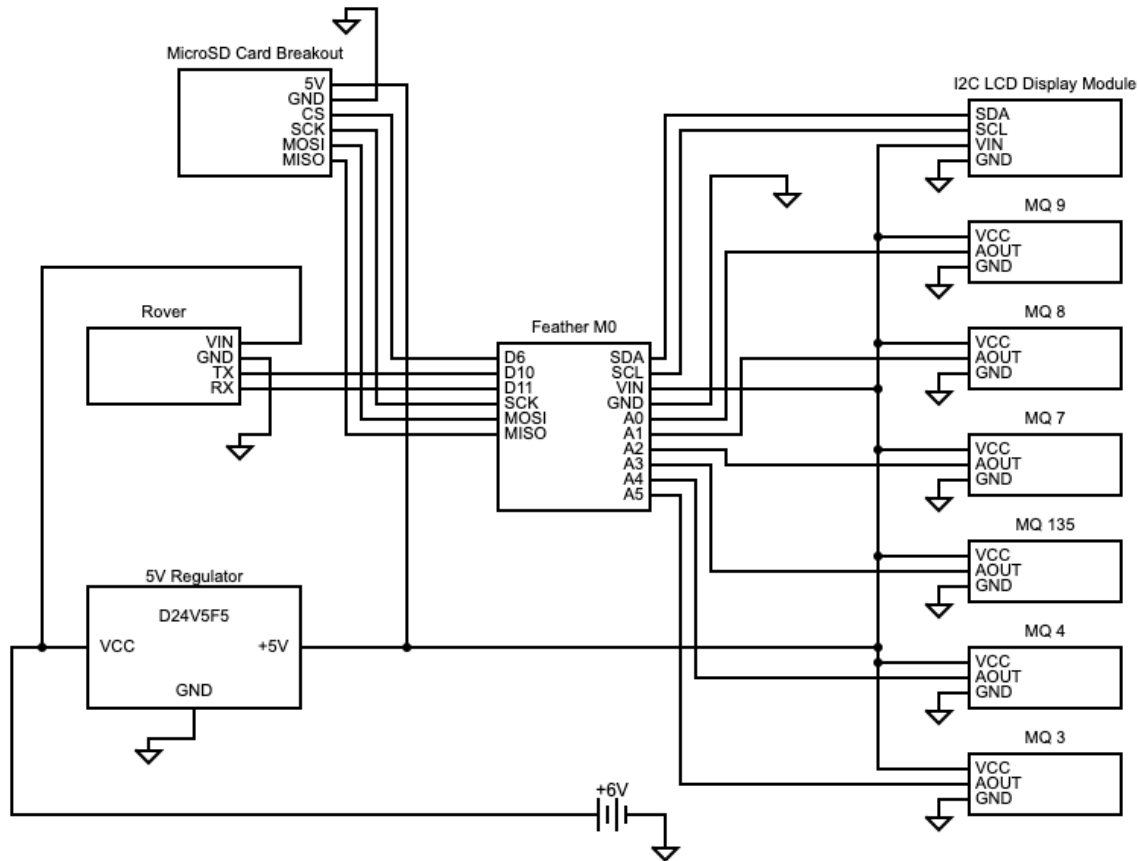 MicroSD Card Breakout
5V
GND
CS
SCK
MOSI
MISO
I2C LCD Display Module
SDA
SCL
VIN
GND
MQ 9
VCC
AOUT
GND
Rover
VIN
GND
TX
RX
Feather M0
D6
D10
D11
SCK
MOSI
MISO
SDA
SCL
VIN
GND
A0
A1
A2
A3
A4
A5
MQ 8
VCC
AOUT
GND
MQ 7
VCC
AOUT
GND
MQ 135
VCC
AOUT
GND
5V Regulator
D24V5F5
VCC
+5V
GND
MQ 4
VCC
AOUT
GND
MQ 3
VCC
AOUT
GND
+6V